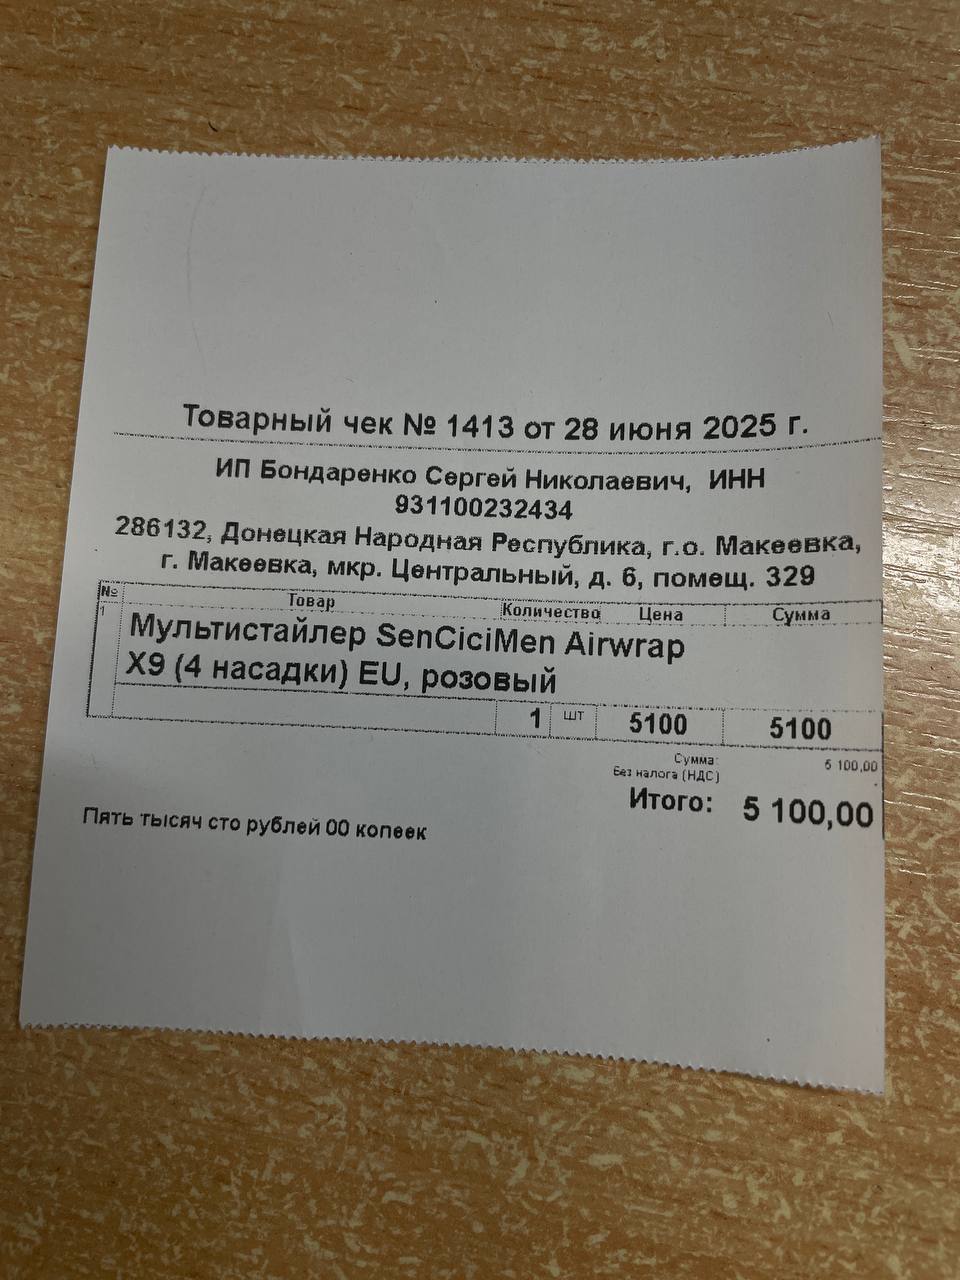 Товарный чек № 1413 от 28 июня 2025 г.
ИП Бондаренко Сергей Николаевич, ИНН
931100232434
286132, Донецкая Народная Республика, г.о. Макеевка,
г. Макеевка, мкр. Центральный, д. 6, помещ. 329
№ Товар Количество Цена Сумма
1 Мультистайлер SenCiciMen Airwrap
X9 (4 насадки) EU, розовый
1 шт 5100 5100
Сумма: 5 100,00
Без налога (НДС) -
Итого: 5 100,00
Пять тысяч сто рублей 00 копеек